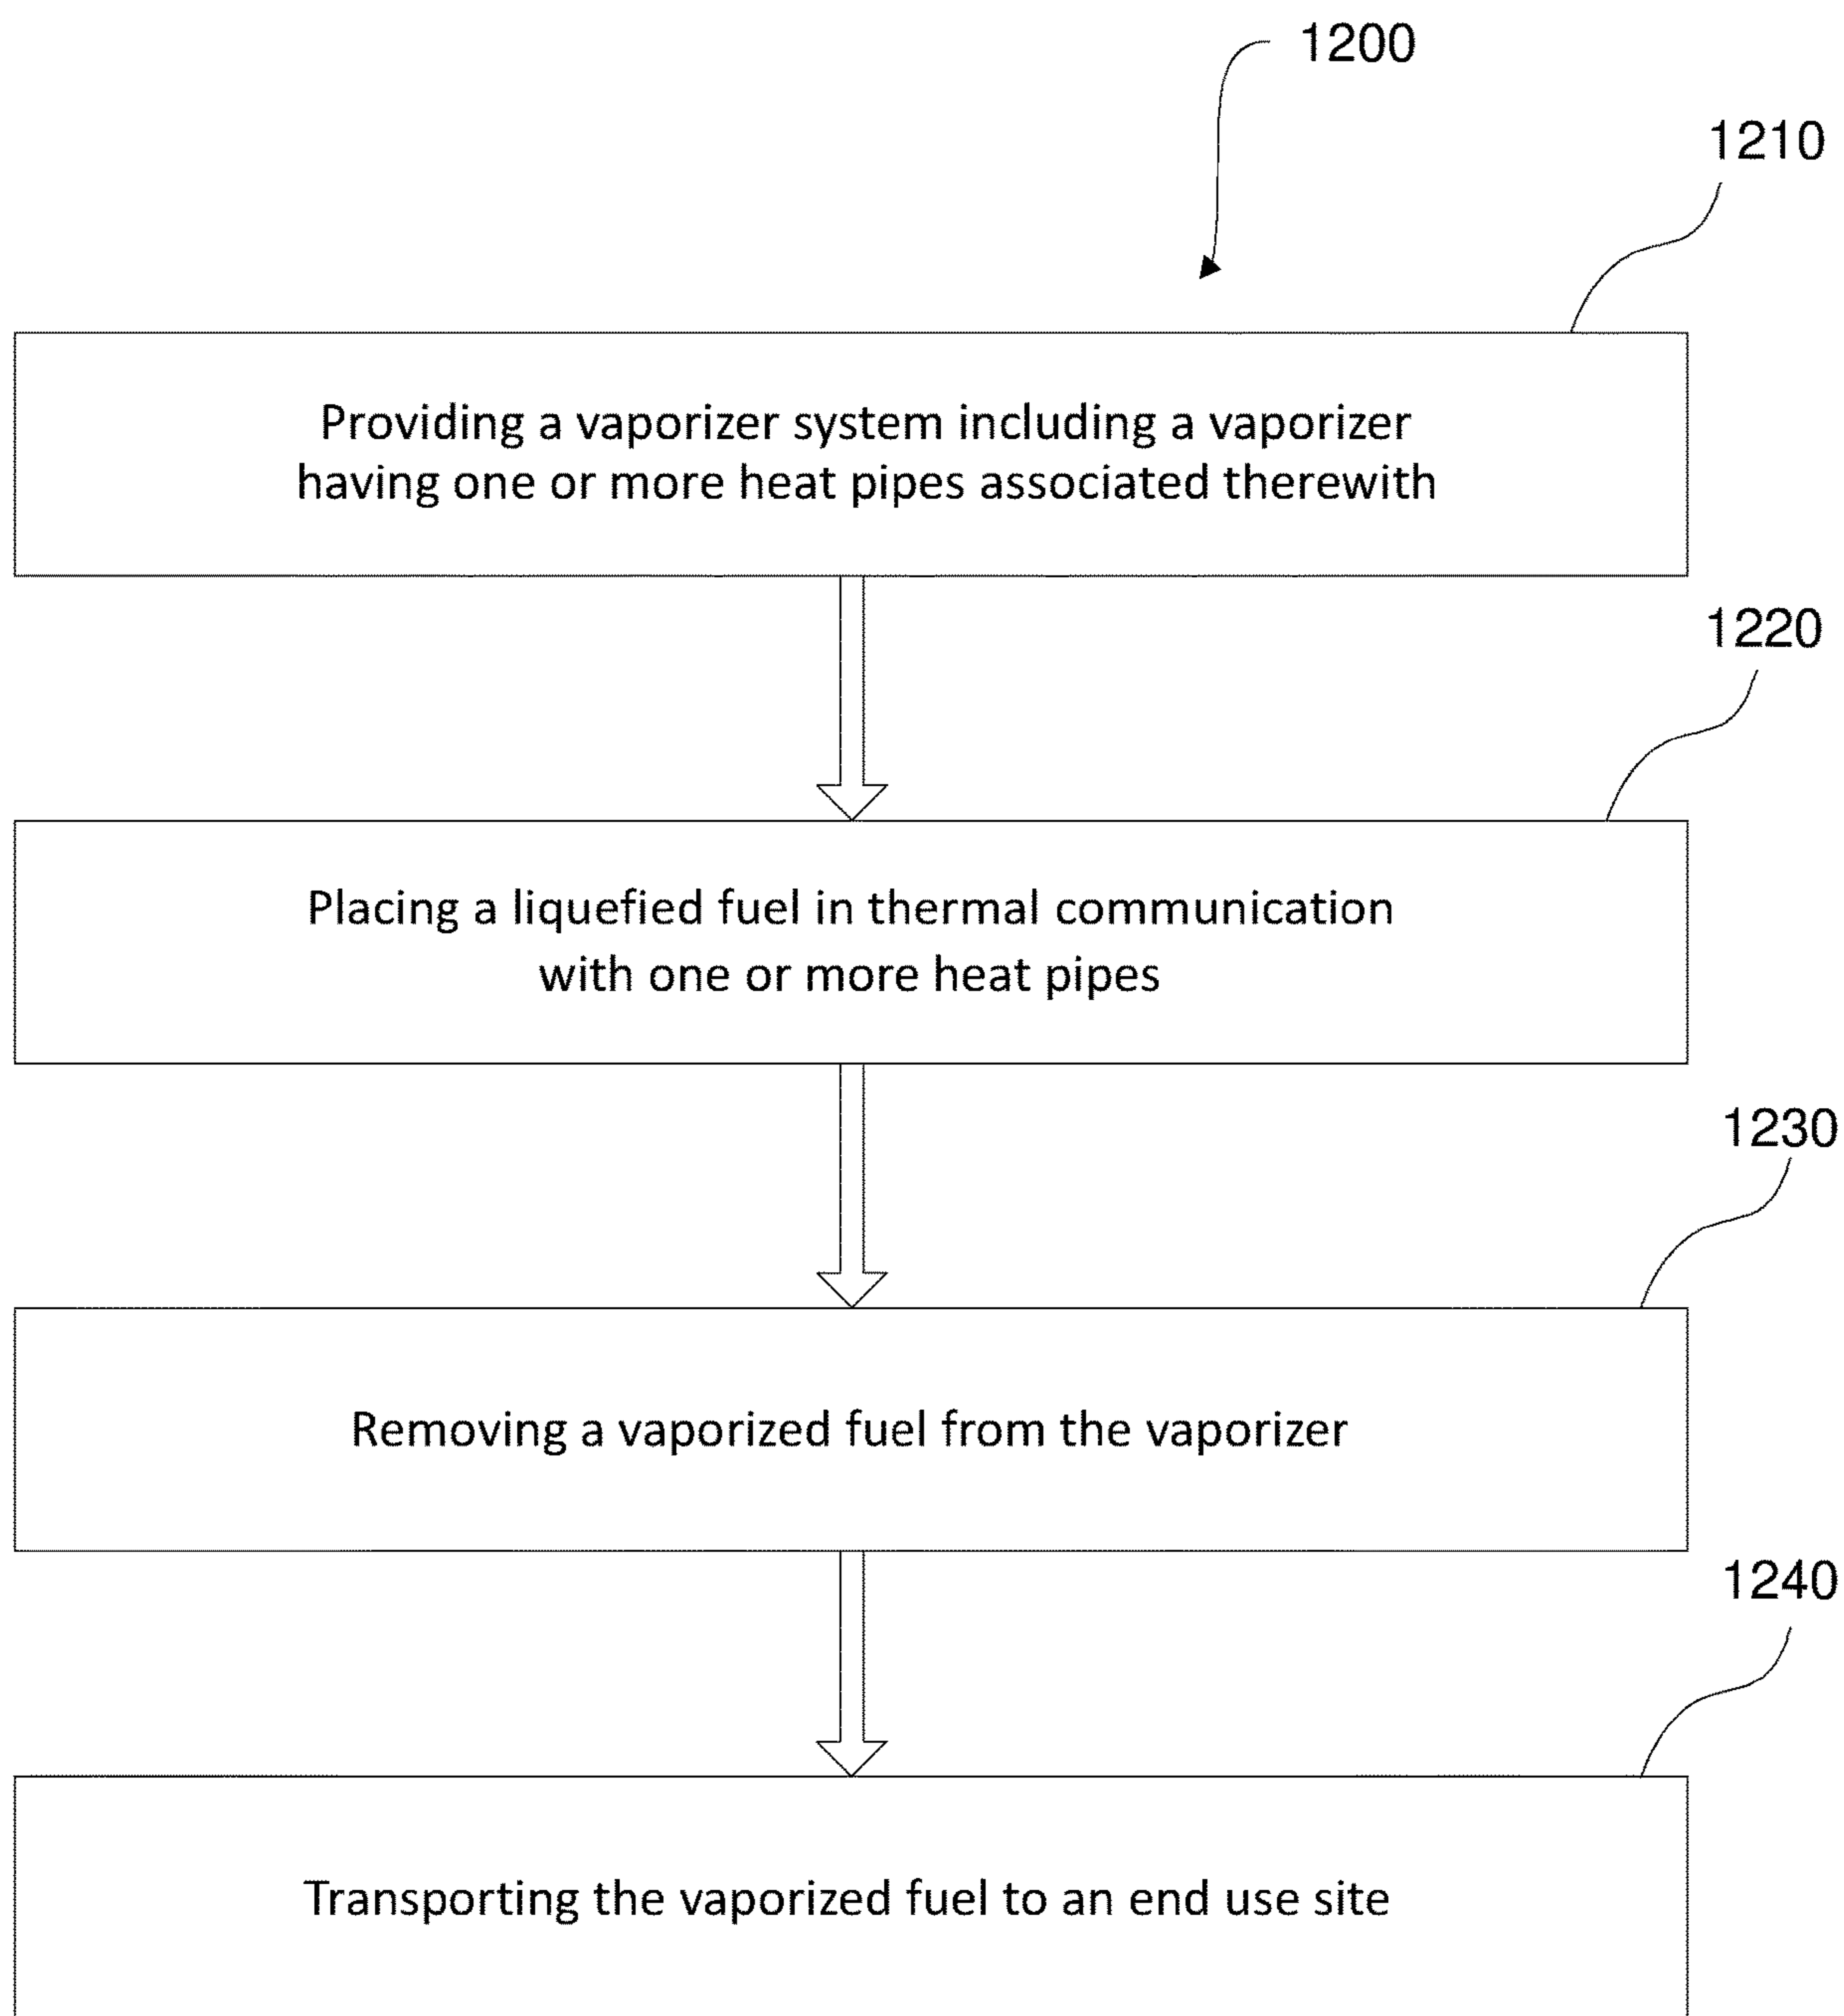 1200
1210
Providing a vaporizer system including a vaporizer
having one or more heat pipes associated therewith
1220
Placing a liquefied fuel in thermal communication
with one or more heat pipes
1230
Removing a vaporized fuel from the vaporizer
1240
Transporting the vaporized fuel to an end use site